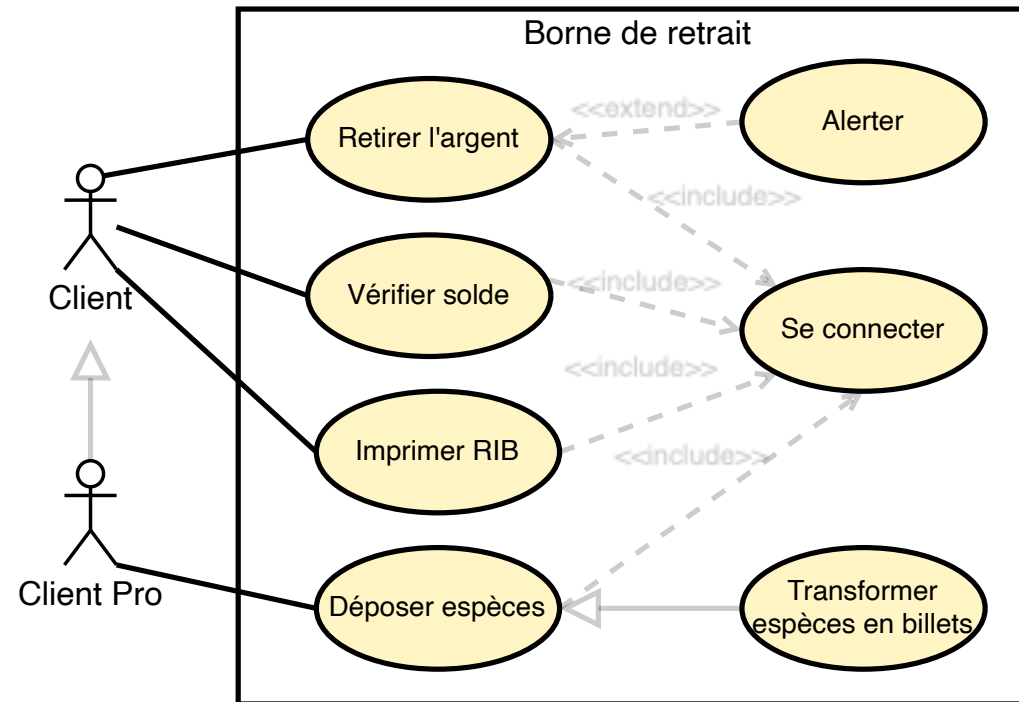 Borne de retrait
Retirer l'argent
<<extend>>
Alerter
<<include>>
Client
Vérifier solde
<<include>>
Se connecter
<<include>>
Imprimer RIB
<<include>>
Client Pro
Déposer espèces
Transformer
espèces en billets